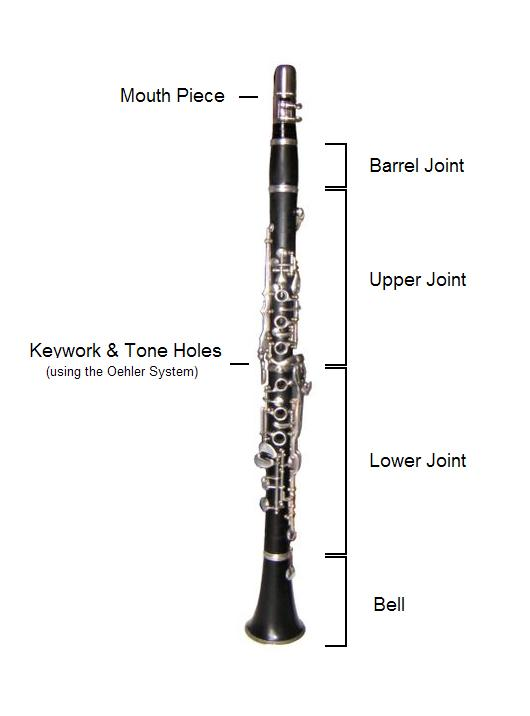 Mouth Piece
Barrel Joint
Upper Joint
Keywork & Tone Holes
(using the Oehler System)
Lower Joint
Bell